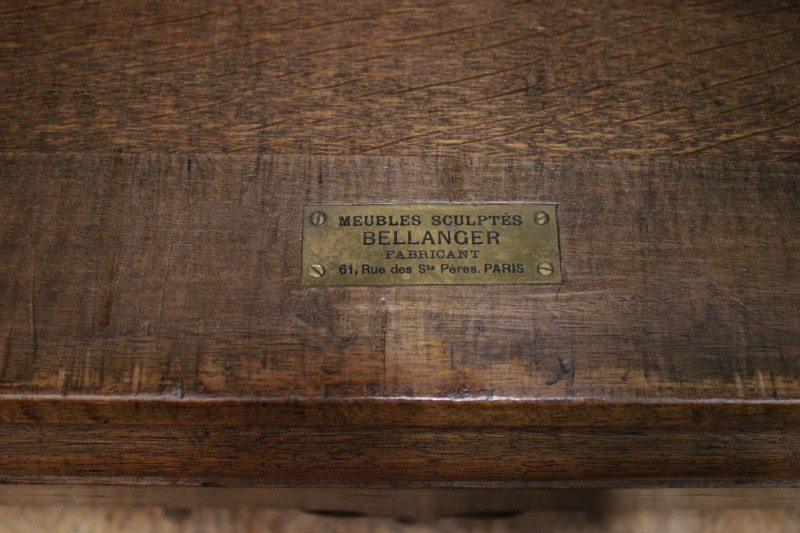 MEUBLES SCULPTÉS
BELLANGER
FABRICANT
61, Rue des Sts Pères. PARIS